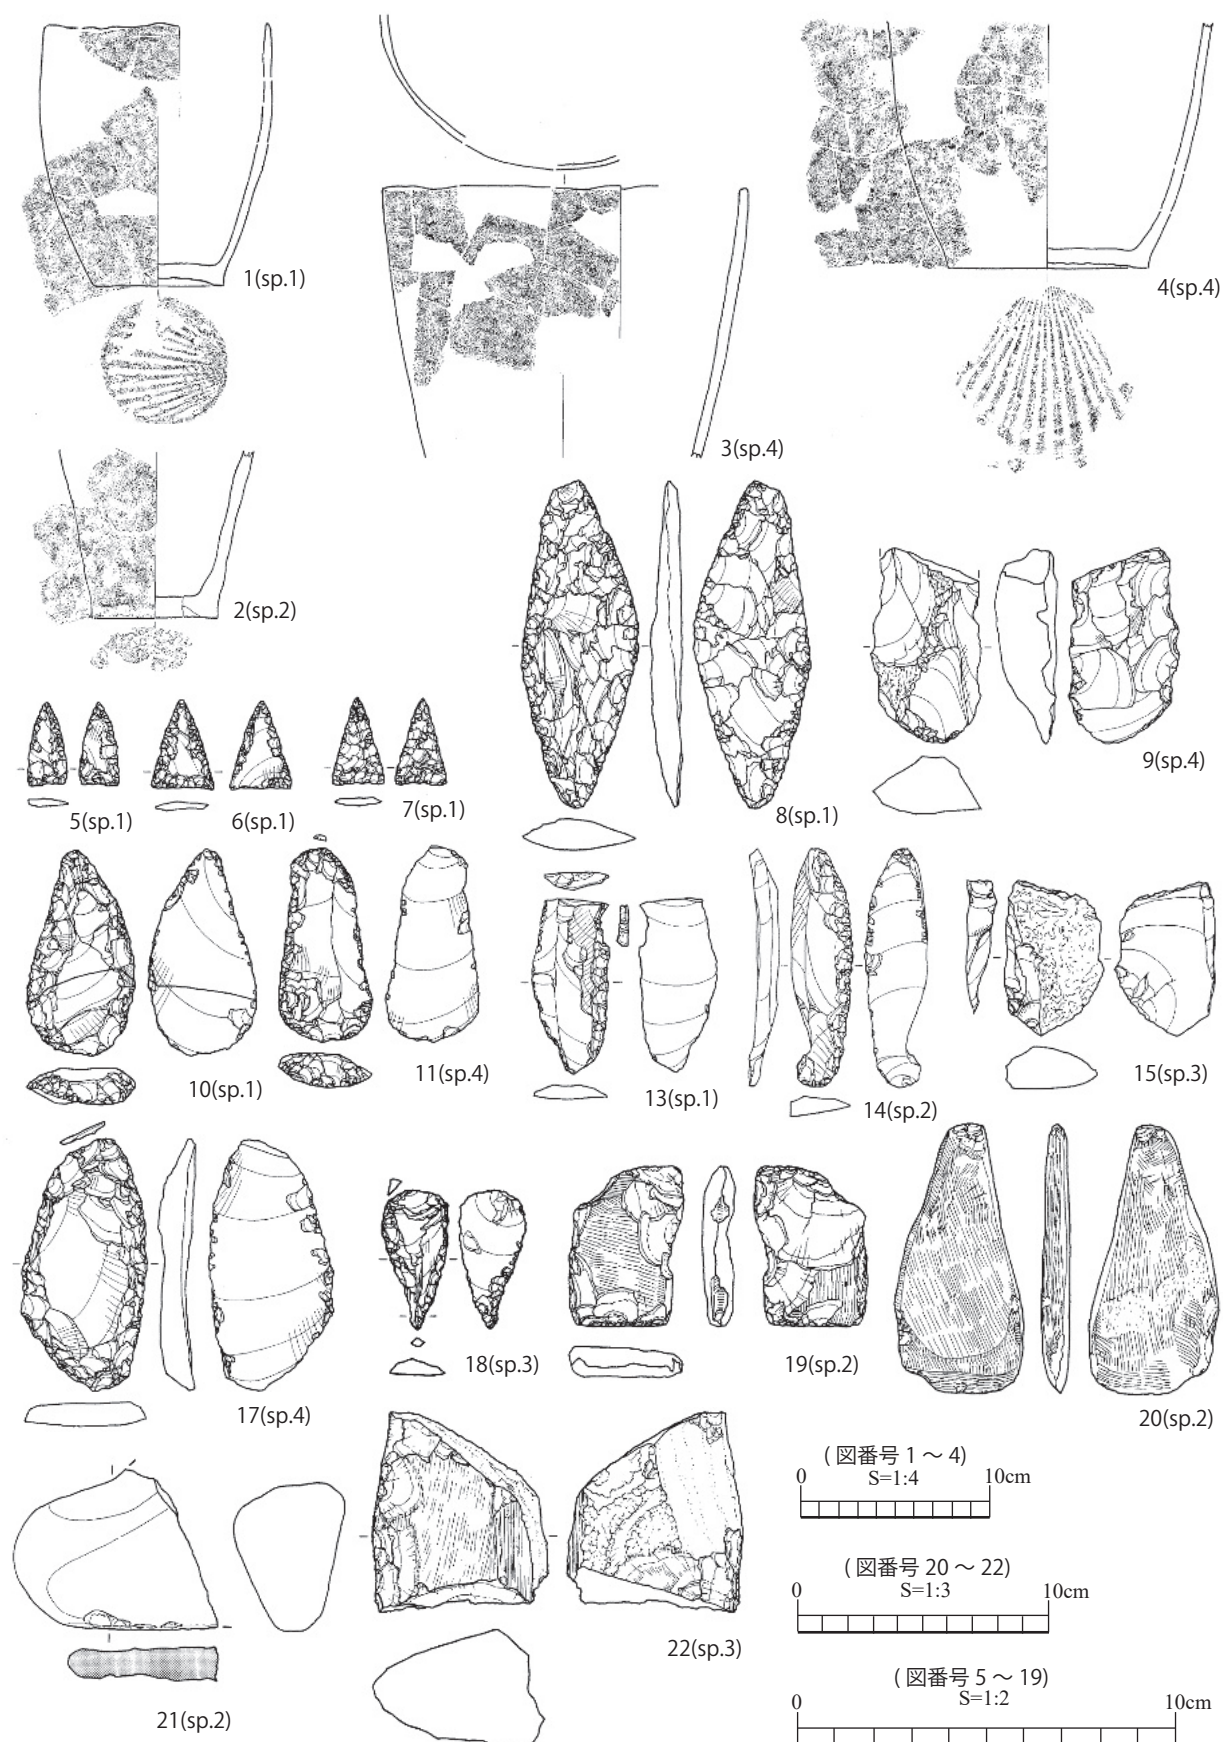 1(sp.1)
4(sp.4)
3(sp.4)
2(sp.2)
9(sp.4)
5(sp.1)
6(sp.1)
7(sp.1)
8(sp.1)
10(sp.1)
11(sp.4)
13(sp.1)
14(sp.2)
15(sp.3)
17(sp.4)
18(sp.3)
19(sp.2)
20(sp.2)
21(sp.2)
22(sp.3)
( 図番号 1 ～ 4)
S=1:4
0 10cm
( 図番号 20 ～ 22)
S=1:3
0 10cm
( 図番号 5 ～ 19)
S=1:2
0 10cm